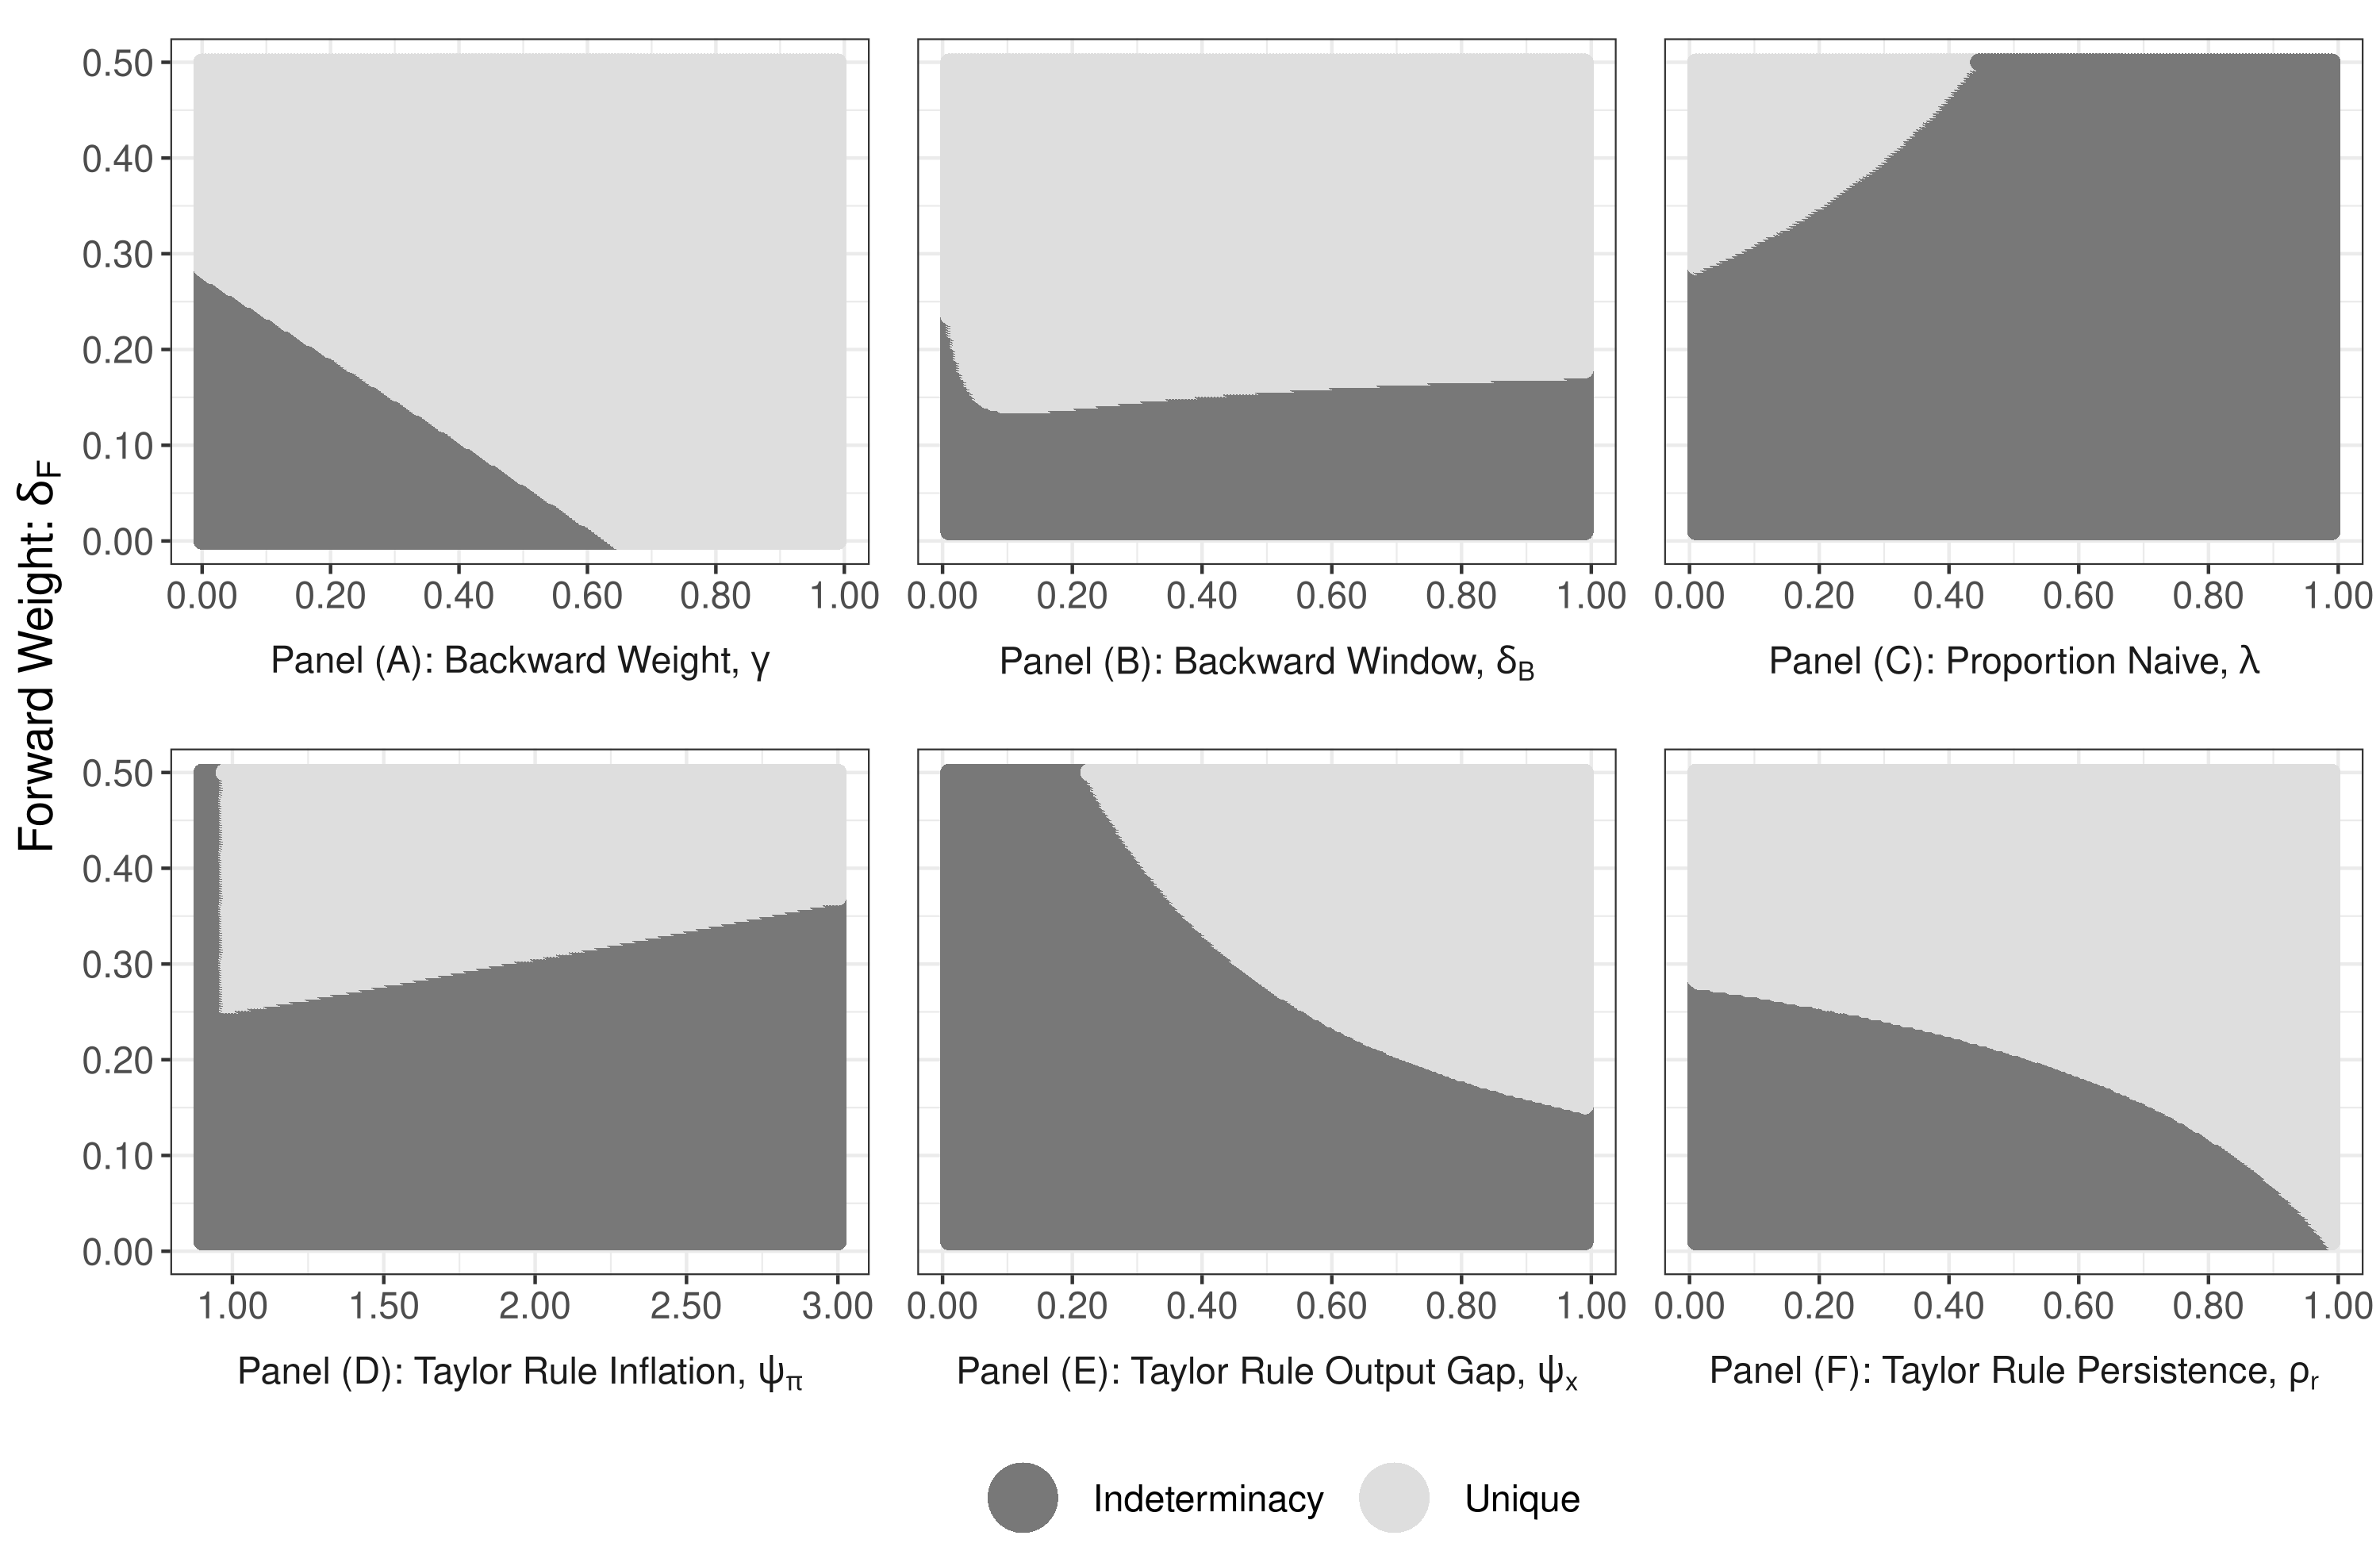 Forward Weight: δF
0.50
0.40
0.30
0.20
0.10
0.00
0.00 0.20 0.40 0.60 0.80 1.00
Panel (A): Backward Weight, γ
0.00 0.20 0.40 0.60 0.80 1.00
Panel (B): Backward Window, δB
0.00 0.20 0.40 0.60 0.80 1.00
Panel (C): Proportion Naive, λ
0.50
0.40
0.30
0.20
0.10
0.00
1.00 1.50 2.00 2.50 3.00
Panel (D): Taylor Rule Inflation, ψπ
0.00 0.20 0.40 0.60 0.80 1.00
Panel (E): Taylor Rule Output Gap, ψx
0.00 0.20 0.40 0.60 0.80 1.00
Panel (F): Taylor Rule Persistence, ρr
Indeterminacy Unique